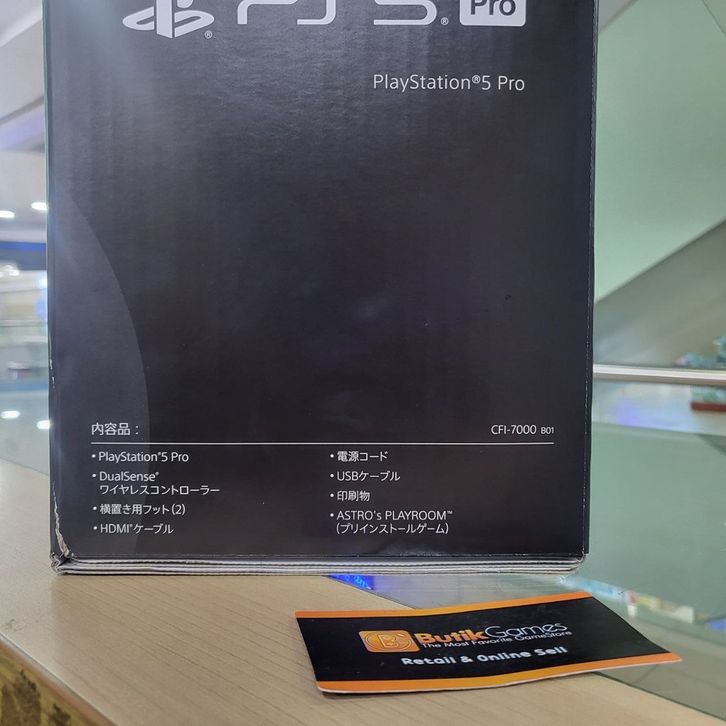 PS5 Pro
PlayStation®5 Pro
内容品：
CFI-7000 B01
• PlayStation®5 Pro
• DualSense®
ワイヤレスコントローラー
• 横置き用フット(2)
• HDMI®ケーブル
• 電源コード
• USBケーブル
• 印刷物
• ASTRO's PLAYROOM™
(プリインストールゲーム)
ButikGames
The Most Favorite GameStore
Retail & Online Sell